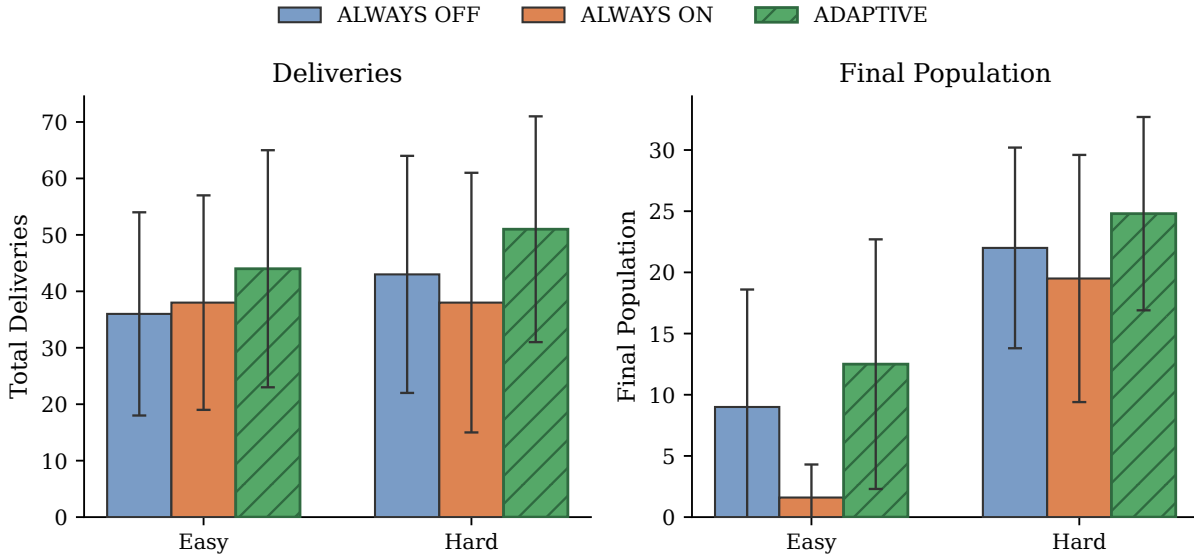 ALWAYS OFF ALWAYS ON ADAPTIVE
Deliveries
Total Deliveries
70
60
50
40
30
20
10
0
Easy Hard
Final Population
Final Population
30
25
20
15
10
5
0
Easy Hard